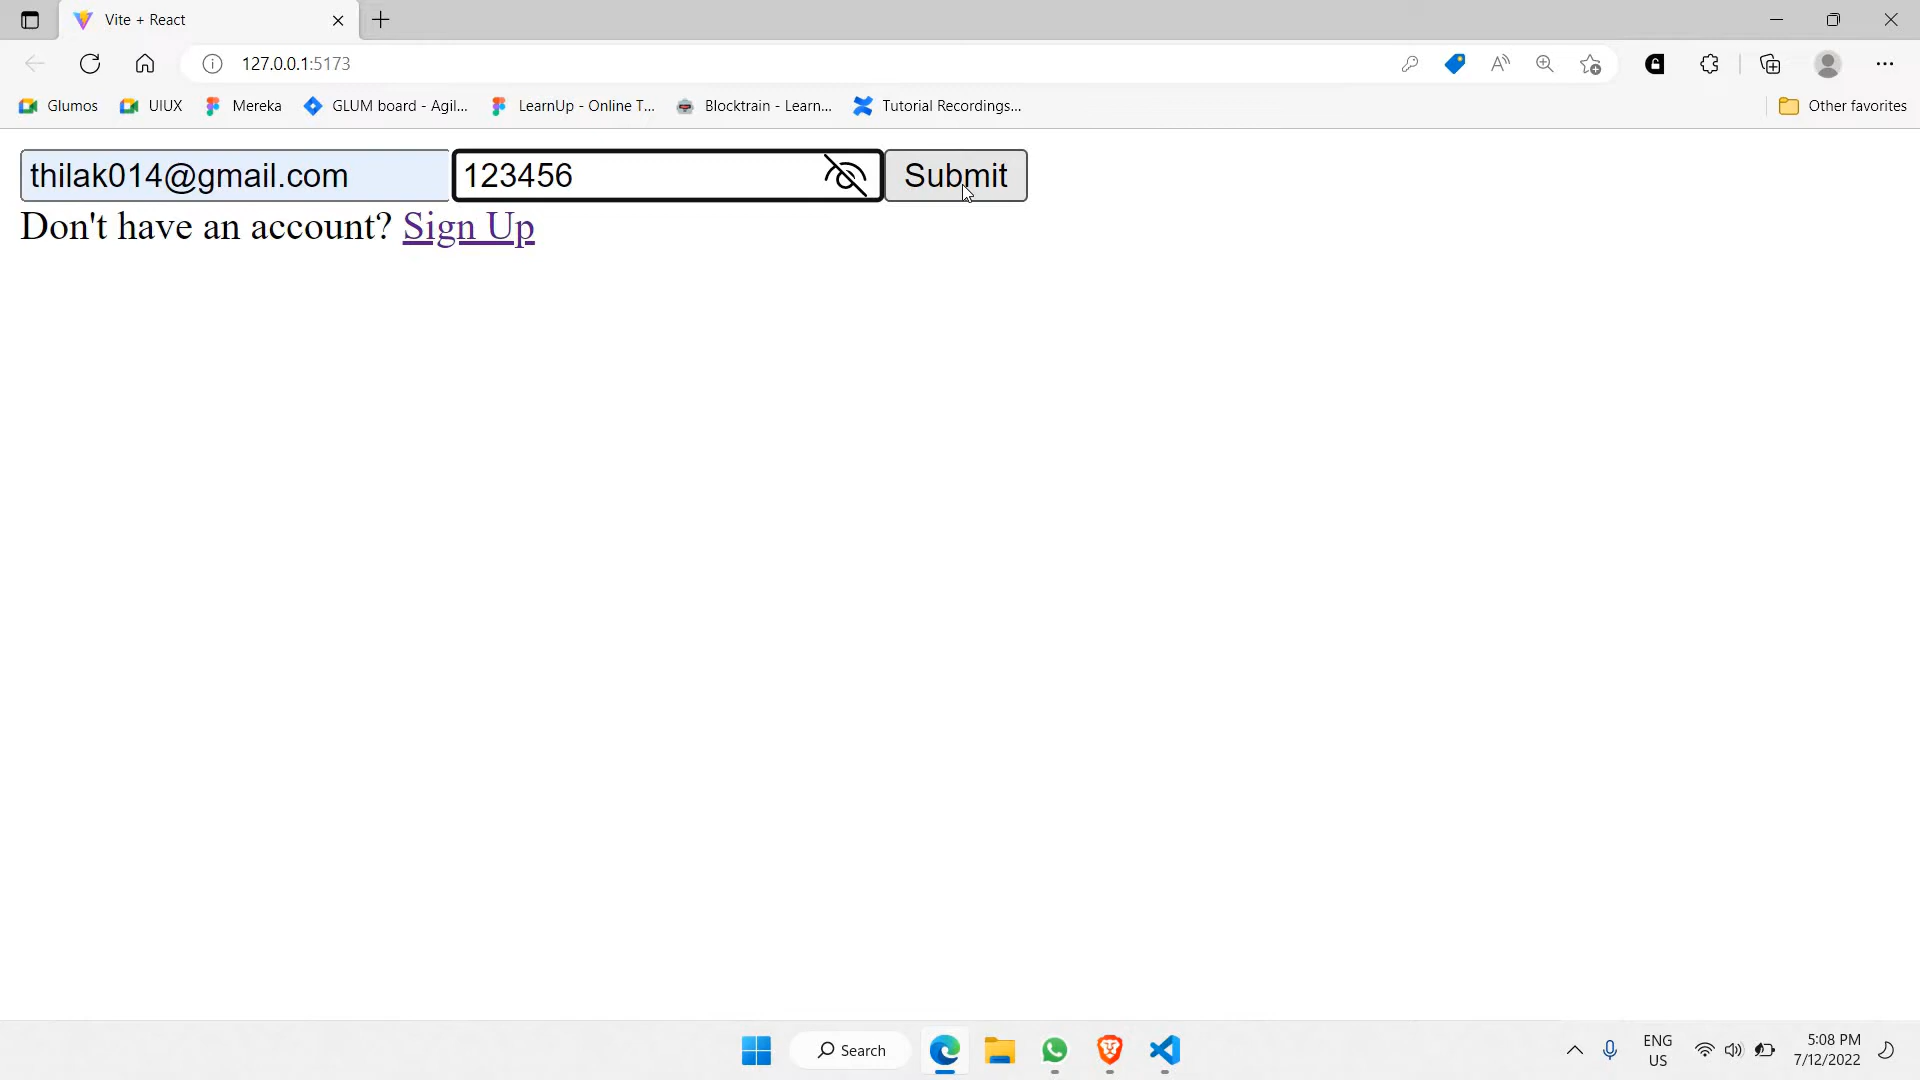 Vite + React
127.0.0.1:5173
Glumos UIUX Mereka GLUM board - Agil... LearnUp - Online T... Blocktrain - Learn... Tutorial Recordings... Other favorites
thilak014@gmail.com 123456 Submit
Don't have an account? Sign Up
Search ENG US 5:08 PM
7/12/2022